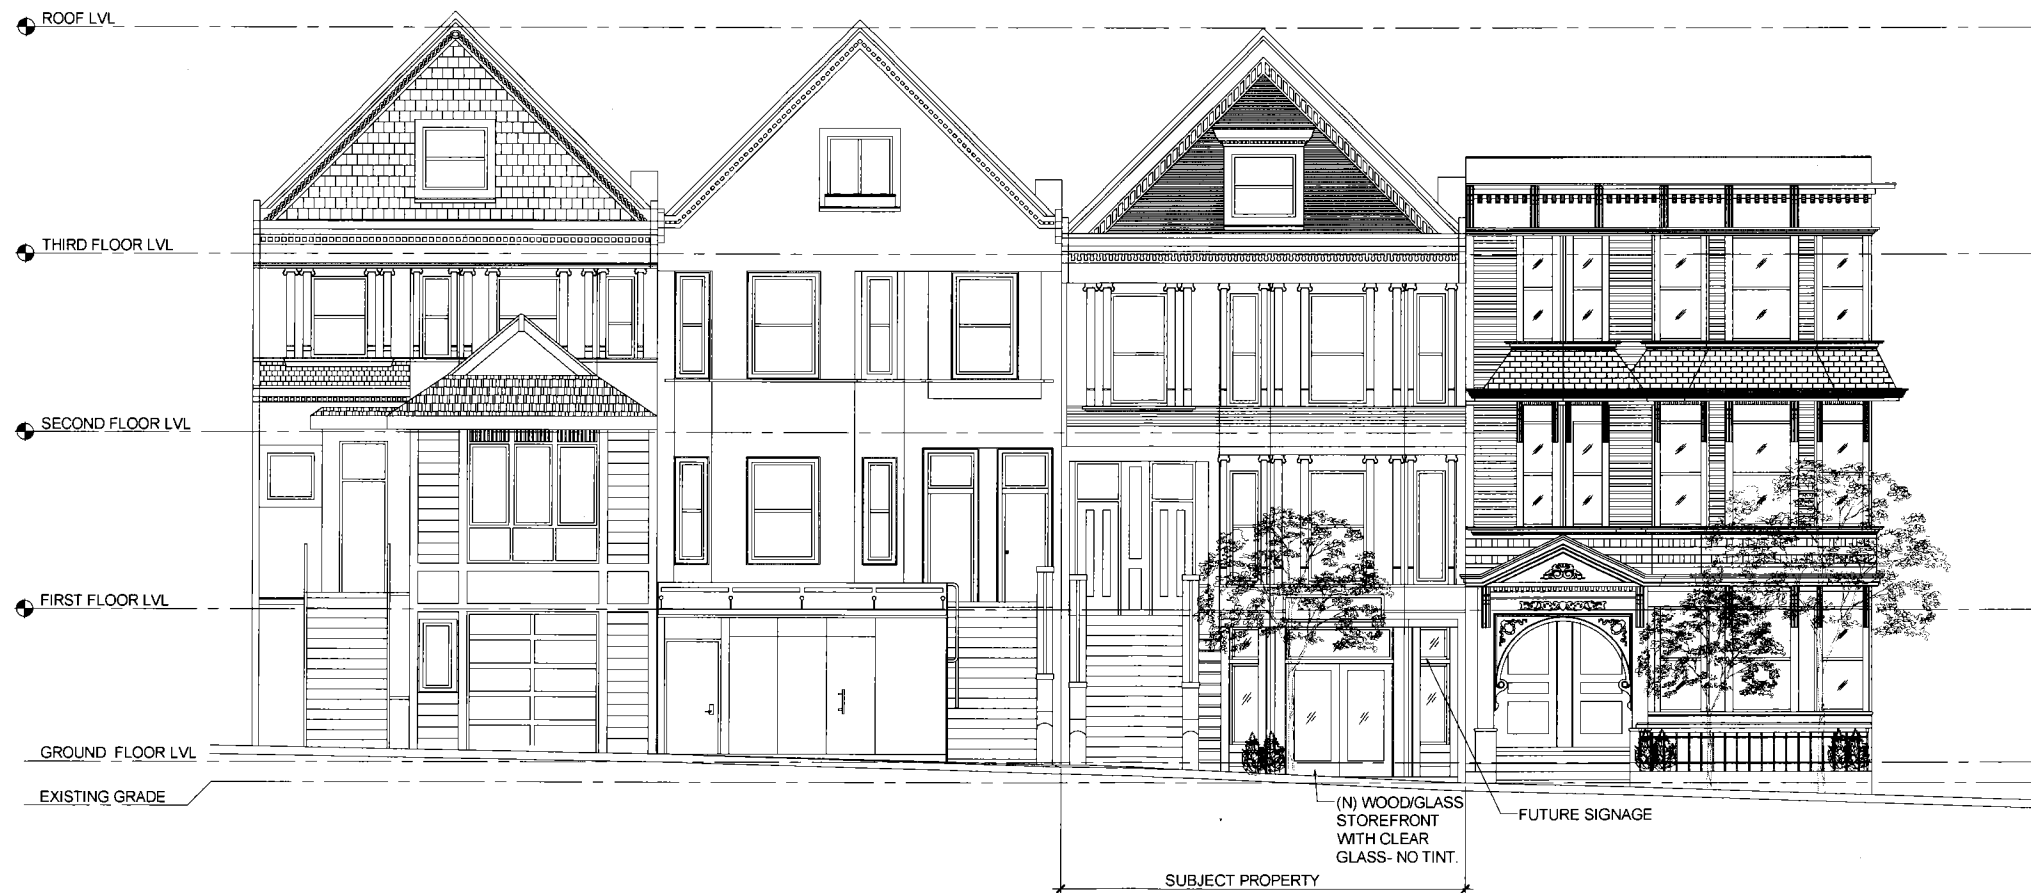 ROOF LVL
THIRD FLOOR LVL
SECOND FLOOR LVL
FIRST FLOOR LVL
GROUND FLOOR LVL
EXISTING GRADE
(N) WOOD/GLASS
STOREFRONT
WITH CLEAR
GLASS- NO TINT.
FUTURE SIGNAGE
SUBJECT PROPERTY